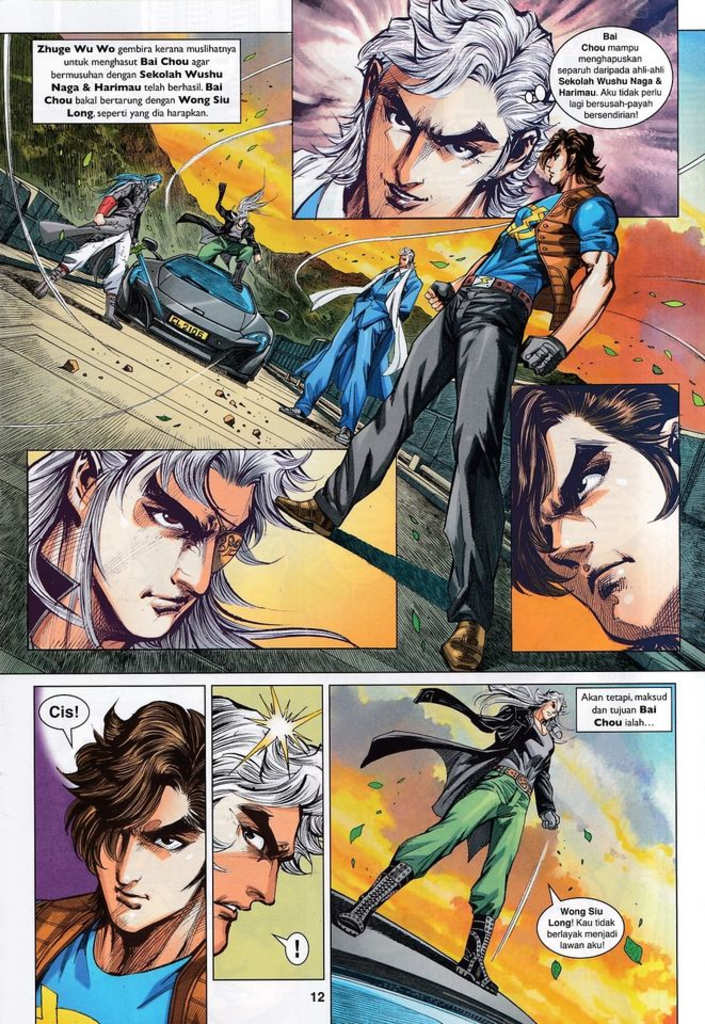 Zhuge Wu Wo gembira kerana muslihatnya
untuk menghasut Bai Chou agar
bermusuhan dengan Sekolah Wushu
Naga & Harimau telah berhasil. Bai
Chou bakal bertarung dengan Wong Siu
Long, seperti yang dia harapkan.
Bai
Chou mampu
menghapuskan
separuh daripada ahli-ahli
Sekolah Wushu Naga &
Harimau. Aku tidak perlu
lagi bersusah-payah
bersendirian!
CL 2106
Cis!
!
Akan tetapi, maksud
dan tujuan Bai
Chou ialah...
Wong Siu
Long! Kau tidak
berlayak menjadi
lawan aku!
12